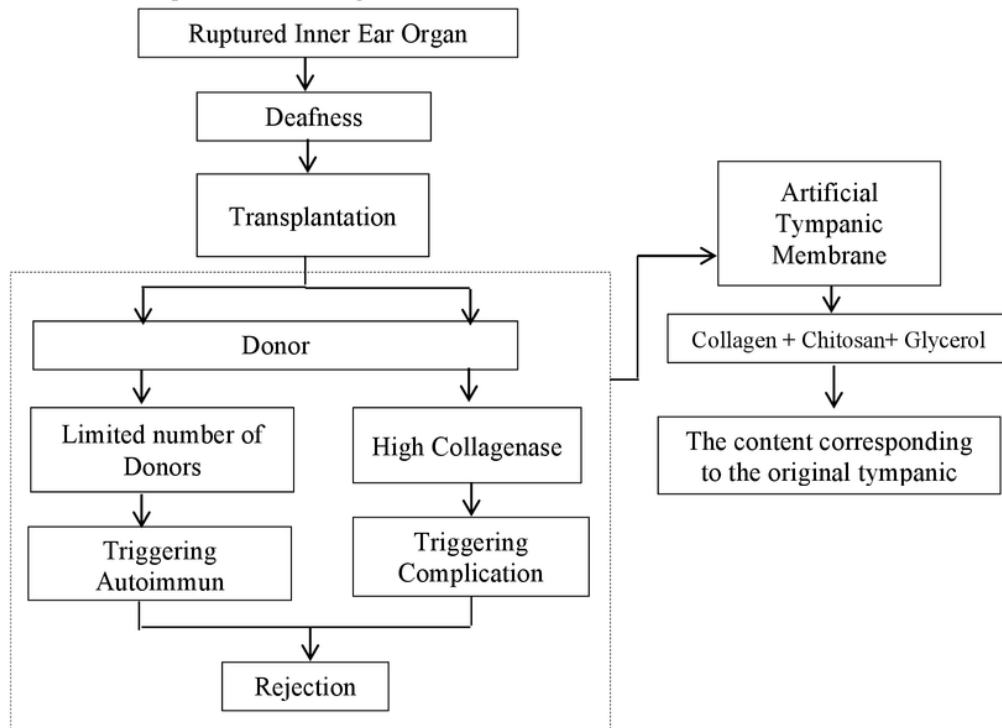 Ruptured Inner Ear Organ
Deafness
Transplantation
Donor
Limited number of
Donors
High Collagenase
Triggering
Autoimmun
Triggering
Complication
Rejection
Artificial
Tympanic
Membrane
Collagen + Chitosan+ Glycerol
The content corresponding
to the original tympanic